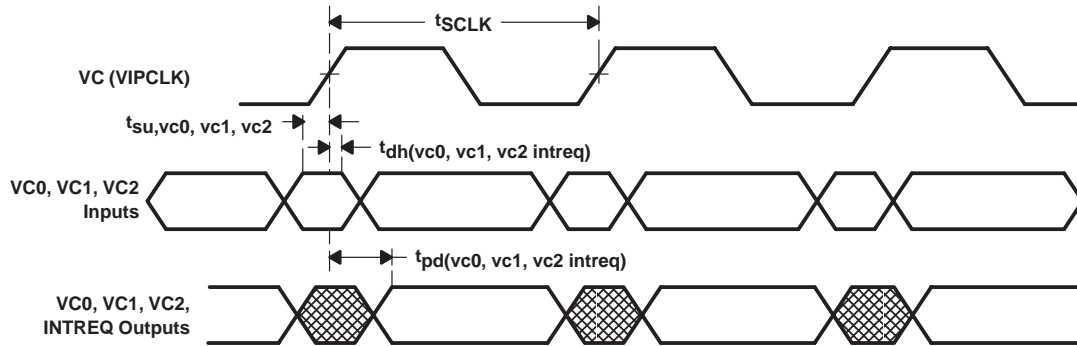 tSCLK
VC (VIPCLK)
tsu,vc0, vc1, vc2
tdh(vc0, vc1, vc2 intreq)
VC0, VC1, VC2
Inputs
tpd(vc0, vc1, vc2 intreq)
VC0, VC1, VC2,
INTREQ Outputs